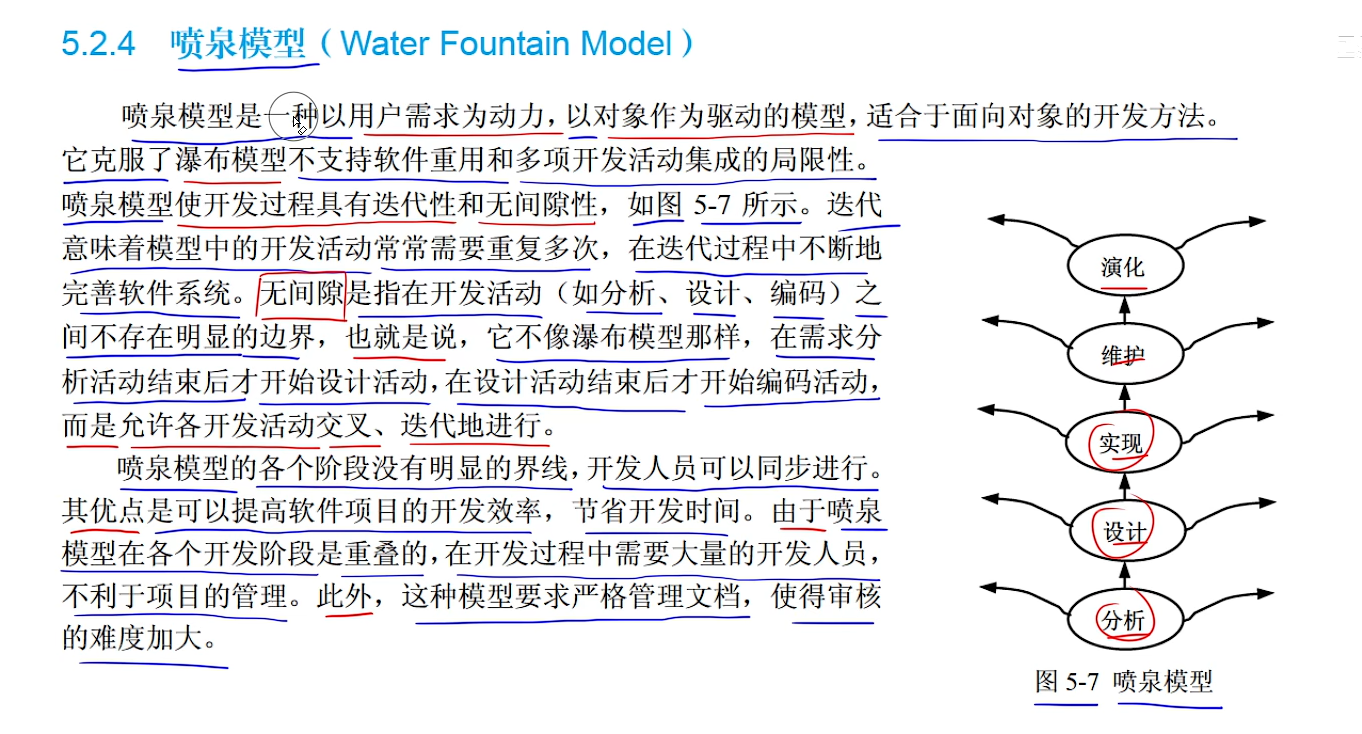 5.2.4 喷泉模型（Water Fountain Model）
喷泉模型是一种以用户需求为动力，以对象作为驱动的模型，适合于面向对象的开发方法。
它克服了瀑布模型不支持软件重用和多项开发活动集成的局限性。
喷泉模型使开发过程具有迭代性和无间隙性，如图 5-7 所示。迭代
意味着模型中的开发活动常常需要重复多次，在迭代过程中不断地
完善软件系统。无间隙是指在开发活动（如分析、设计、编码）之
间不存在明显的边界，也就是说，它不像瀑布模型那样，在需求分
析活动结束后才开始设计活动，在设计活动结束后才开始编码活动，
而是允许各开发活动交叉、迭代地进行。
喷泉模型的各个阶段没有明显的界线，开发人员可以同步进行。
其优点是可以提高软件项目的开发效率，节省开发时间。由于喷泉
模型在各个开发阶段是重叠的，在开发过程中需要大量的开发人员，
不利于项目的管理。此外，这种模型要求严格管理文档，使得审核
的难度加大。
演化
维护
实现
设计
分析
图 5-7 喷泉模型